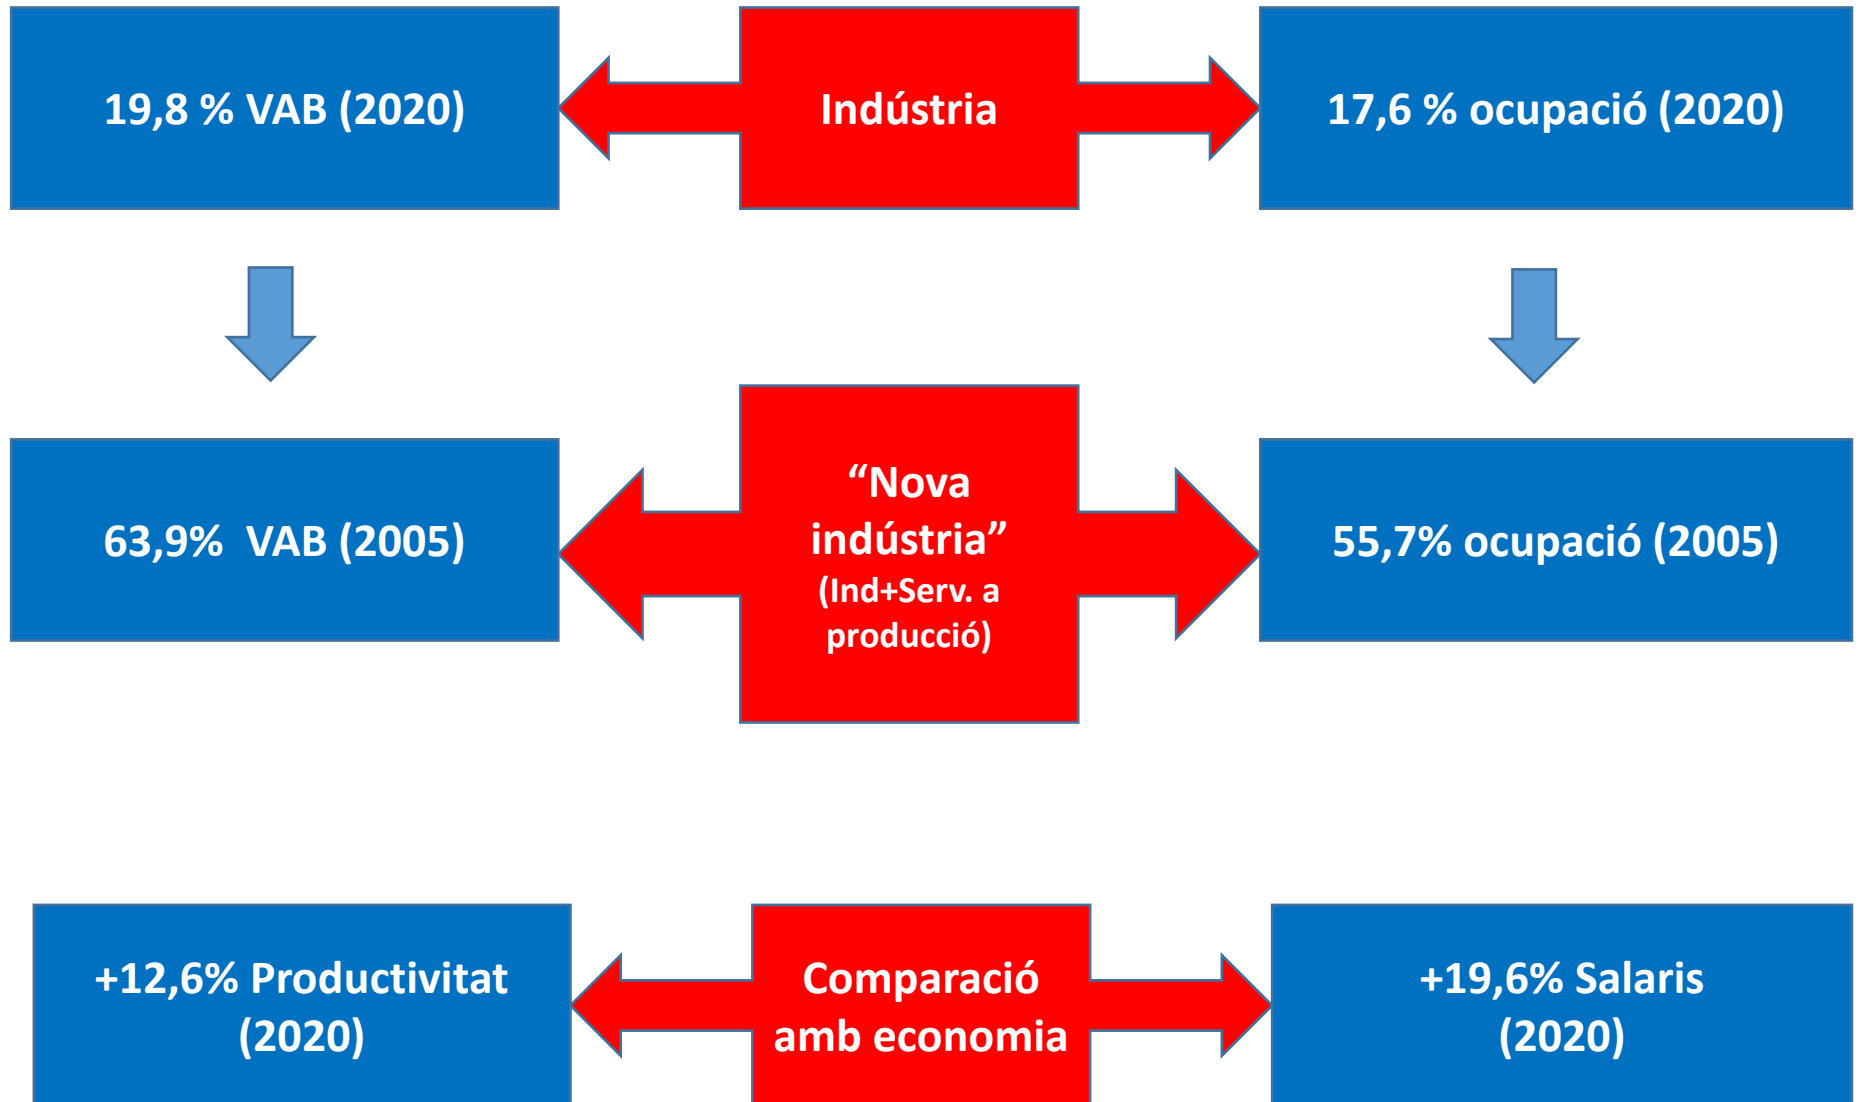 19,8 % VAB (2020)
Indústria
17,6 % ocupació (2020)
63,9% VAB (2005)
“Nova
indústria”
(Ind+Serv. a
producció)
55,7% ocupació (2005)
+12,6% Productivitat
(2020)
Comparació
amb economia
+19,6% Salaris
(2020)